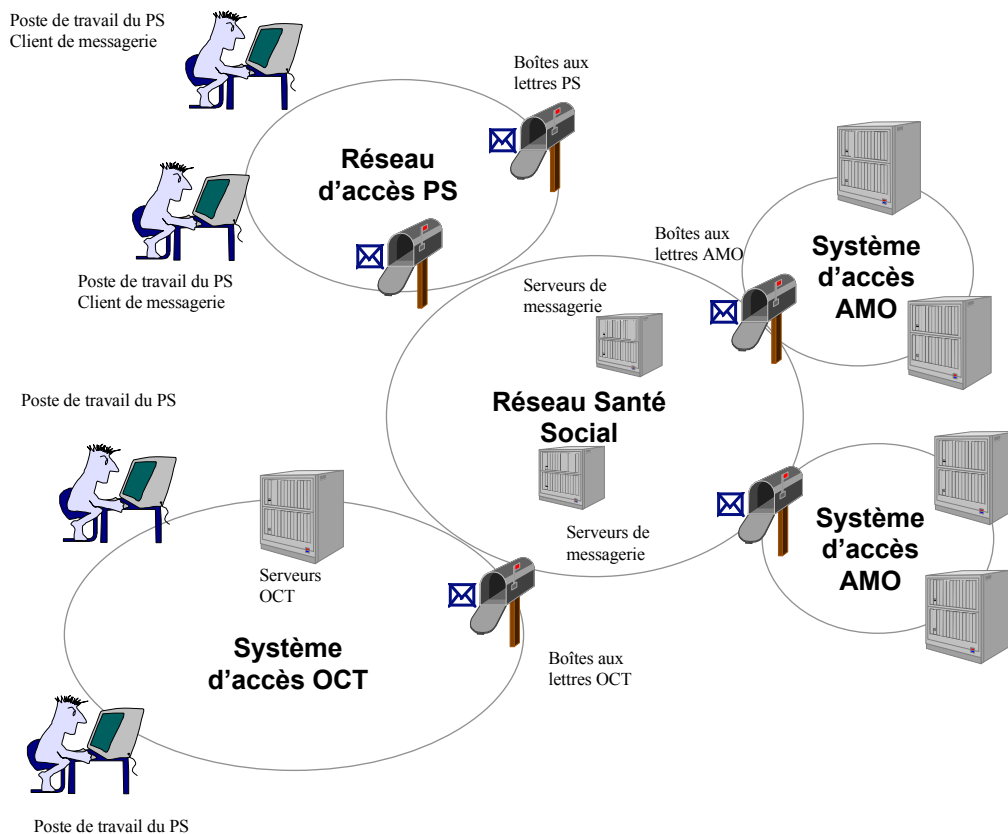 Poste de travail du PS
Client de messagerie
Boîtes aux
lettres PS
Réseau
d'accès PS
Poste de travail du PS
Client de messagerie
Boîtes aux
lettres AMO
Système
d'accès
AMO
Serveurs de
messagerie
Réseau Santé
Social
Poste de travail du PS
Serveurs de
messagerie
Système
d'accès
AMO
Serveurs
OCT
Système
d'accès OCT
Boîtes aux
lettres OCT
Poste de travail du PS